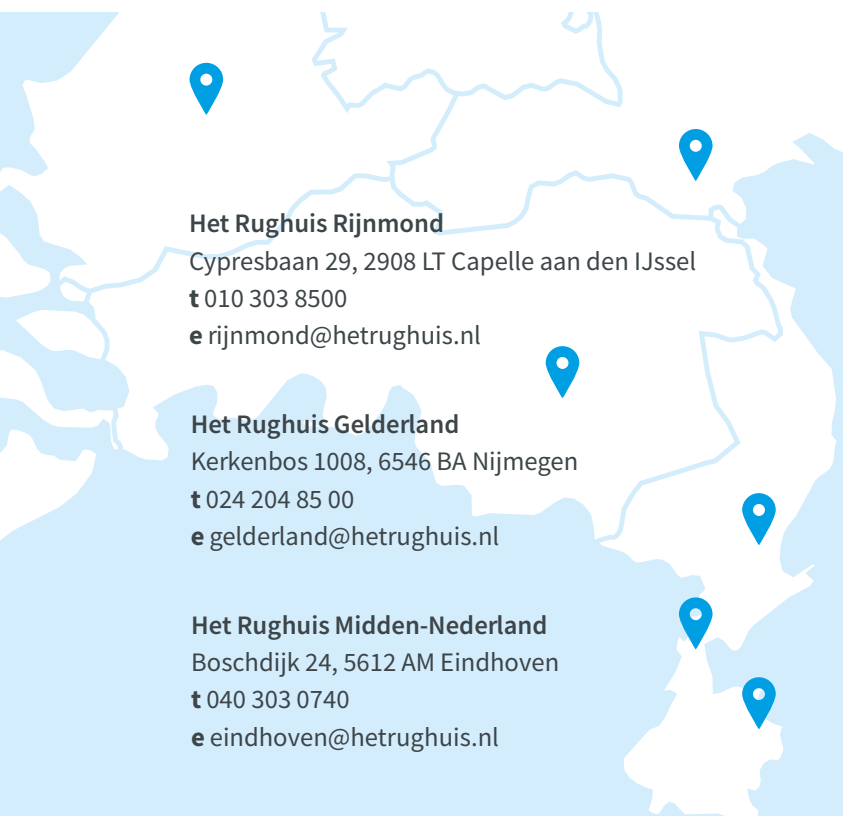 Het Rughuis Rijnmond
Cypresbaan 29, 2908 LT Capelle aan den IJssel
t 010 303 8500
e rijnmond@hetrughuis.nl
Het Rughuis Gelderland
Kerkenbos 1008, 6546 BA Nijmegen
t 024 204 85 00
e gelderland@hetrughuis.nl
Het Rughuis Midden-Nederland
Boschdijk 24, 5612 AM Eindhoven
t 040 303 0740
e eindhoven@hetrughuis.nl